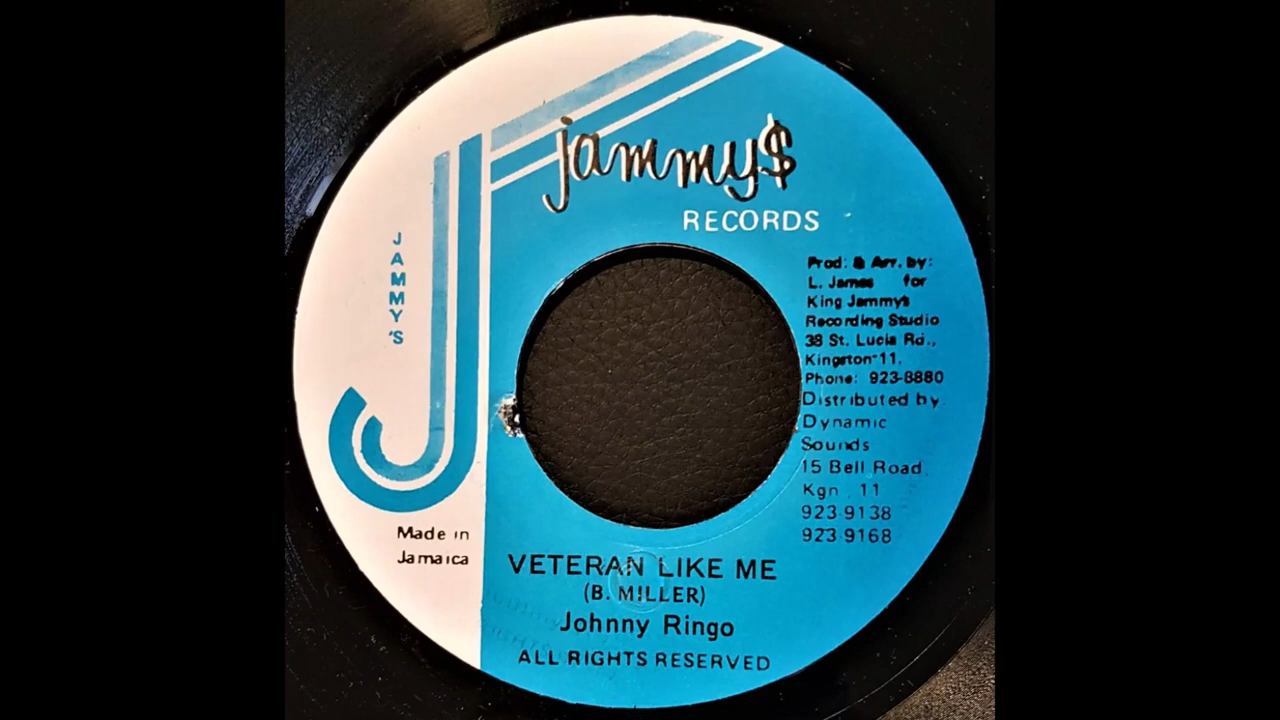 jammy$
RECORDS
JAMMY'S
Prod: & Arr. by:
L. James for
King Jammy's
Recording Studio
38 St. Lucia Rd.,
Kingston 11.
Phone: 923-8880
Distributed by
Dynamic
Sounds
15 Bell Road
Kgn. 11
923-9138
923-9168
Made in
Jamaica
VETERAN LIKE ME
(B. MILLER)
Johnny Ringo
ALL RIGHTS RESERVED